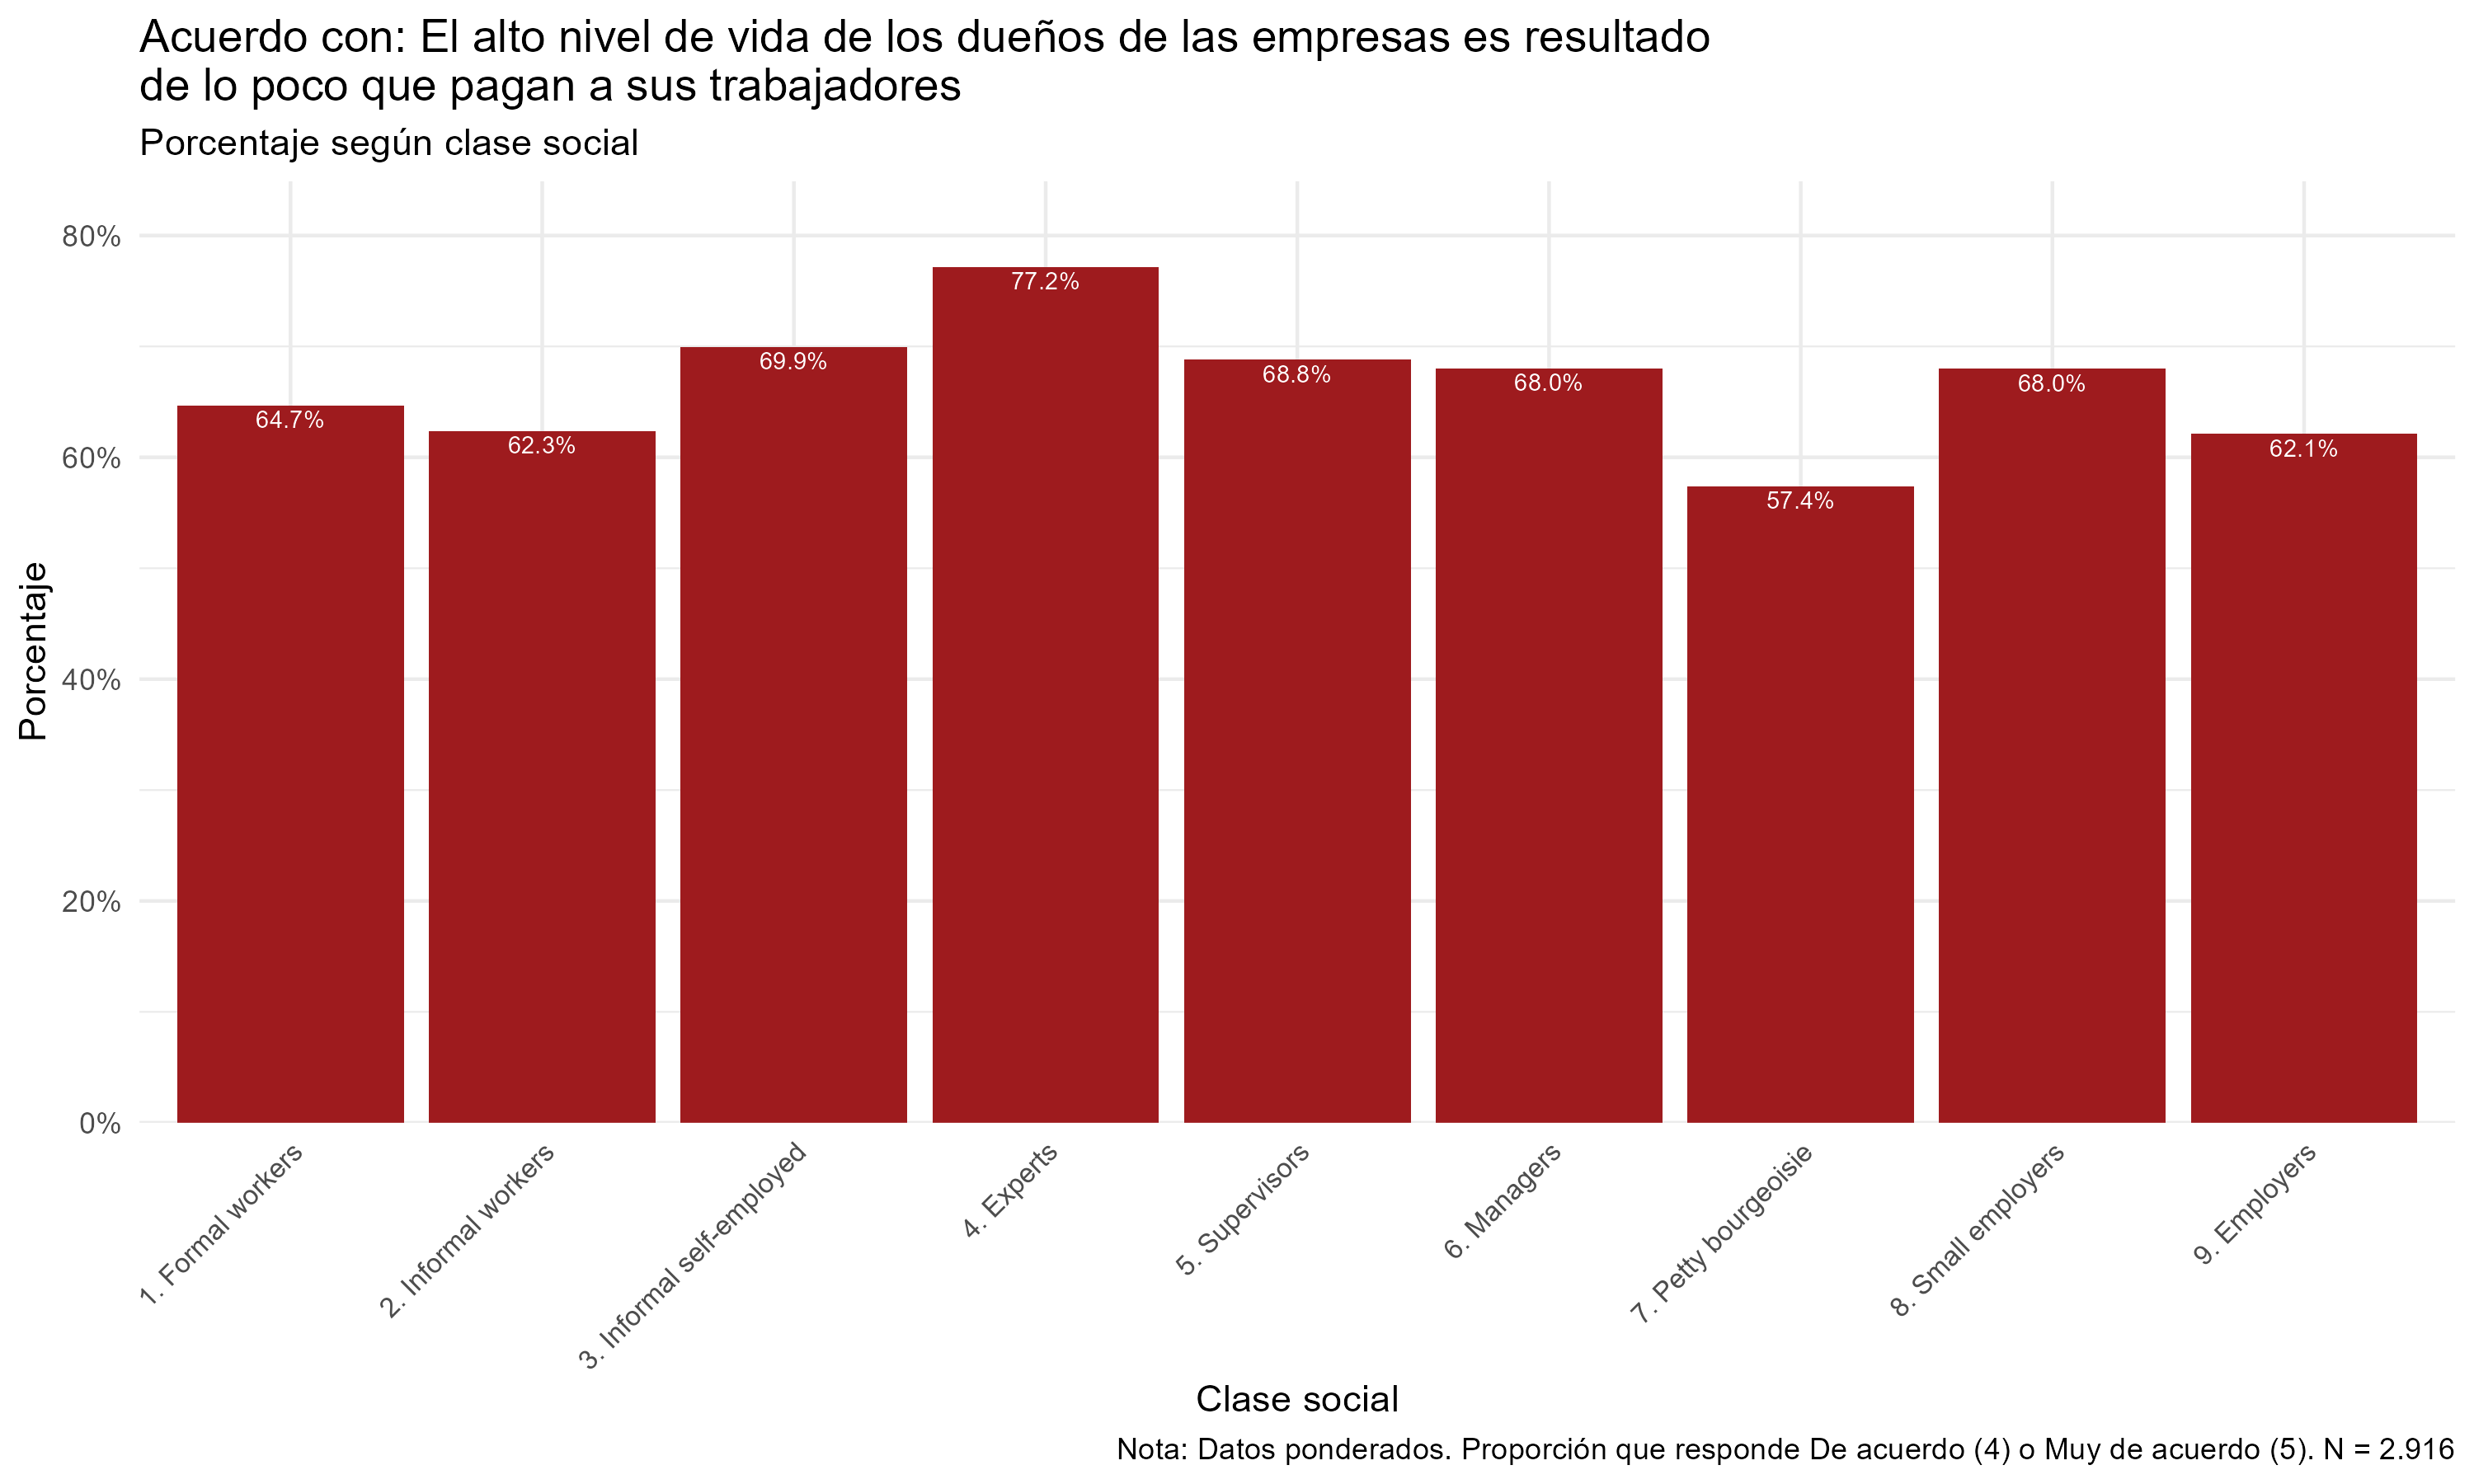 Acuerdo con: El alto nivel de vida de los dueños de las empresas es resultado
de lo poco que pagan a sus trabajadores
Porcentaje según clase social
Porcentaje
80%
60%
40%
20%
0%
64.7%
62.3%
69.9%
77.2%
68.8%
68.0%
57.4%
68.0%
62.1%
1. Formal workers
2. Informal workers
3. Informal self-employed
4. Experts
5. Supervisors
6. Managers
7. Petty bourgeoisie
8. Small employers
9. Employers
Clase social
Nota: Datos ponderados. Proporción que responde De acuerdo (4) o Muy de acuerdo (5). N = 2.916